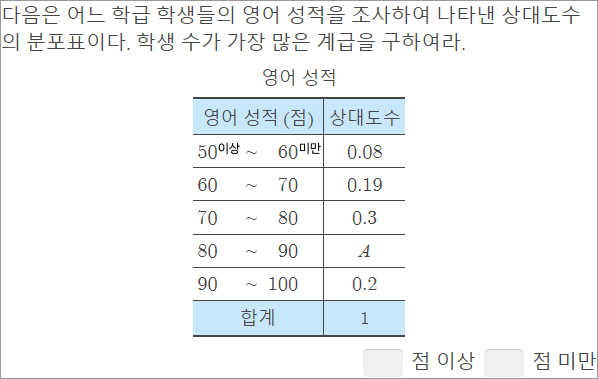 다음은 어느 학급 학생들의 영어 성적을 조사하여 나타낸 상대도수
의 분포표이다. 학생 수가 가장 많은 계급을 구하여라.
영어 성적
영어 성적 (점) 상대도수
50이상 ~ 60미만 0.08
60 ~ 70 0.19
70 ~ 80 0.3
80 ~ 90 A
90 ~ 100 0.2
합계 1
점 이상 점 미만